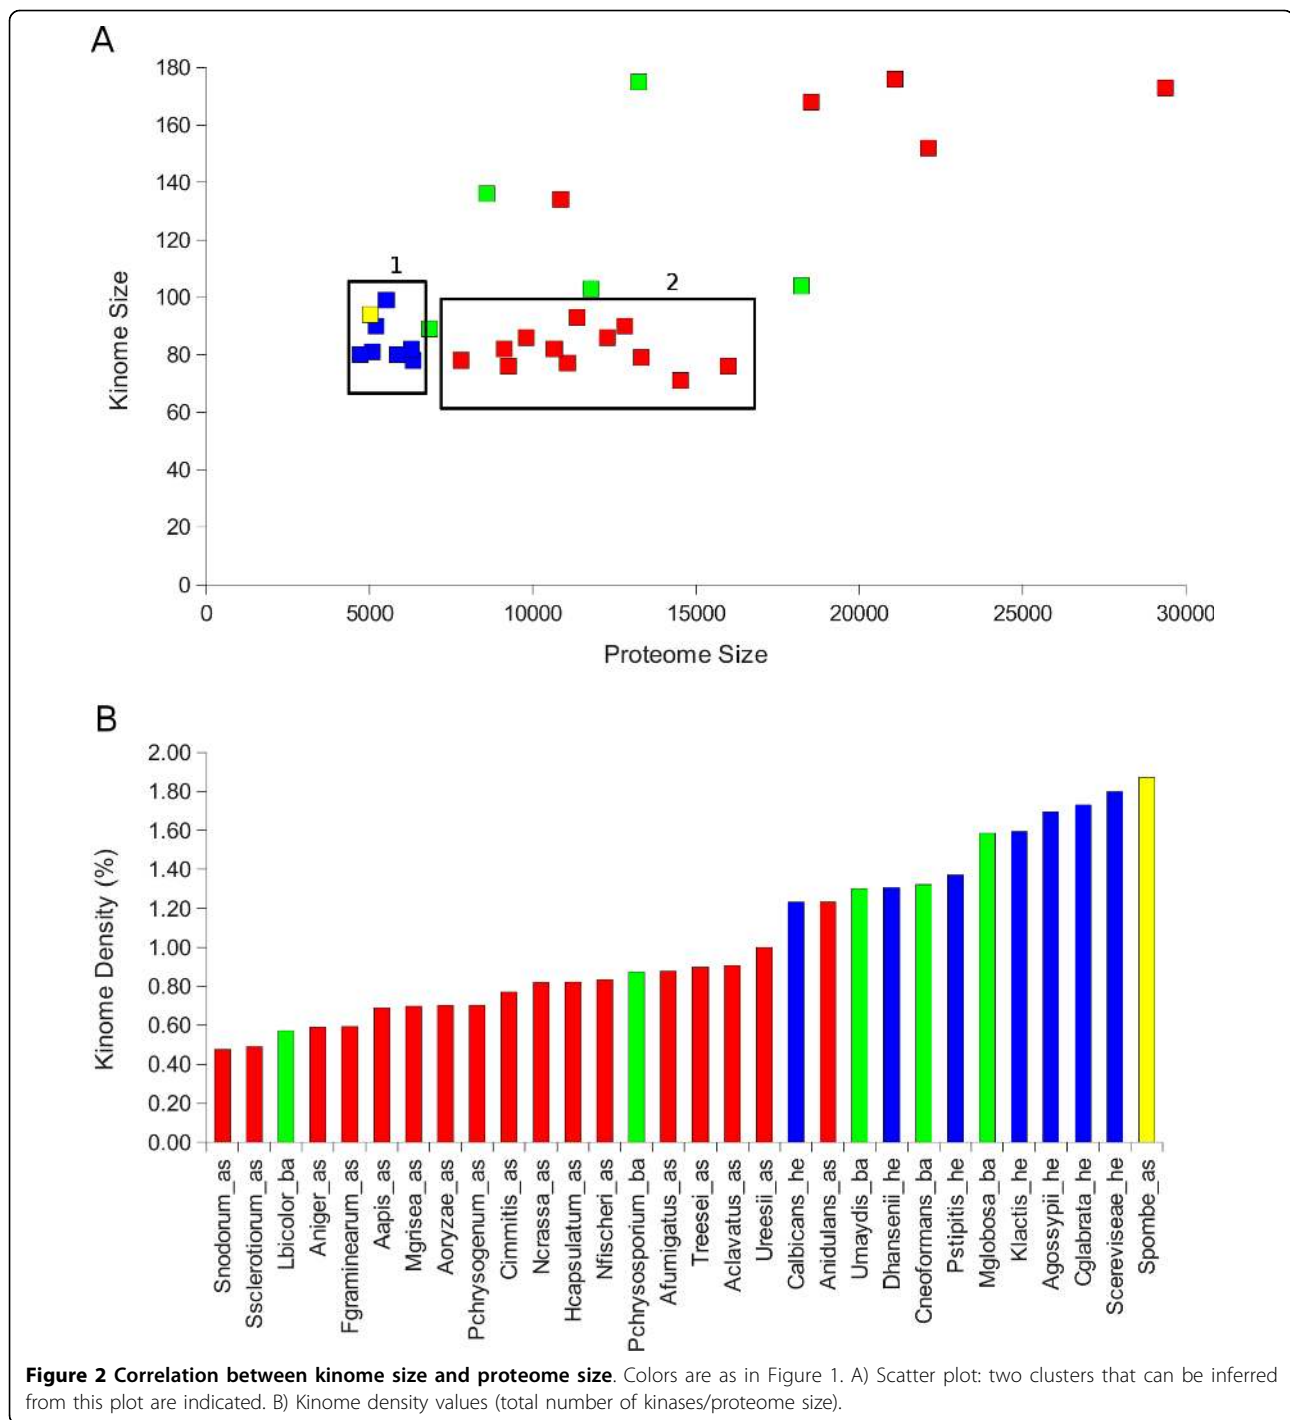 A
180
160
140
120
100
80
60
40
20
0
Kinome Size
1
2
0 5000 10000 15000 20000 25000 30000
Proteome Size
B
2.00
1.80
1.60
1.40
1.20
1.00
0.80
0.60
0.40
0.20
0.00
Kinome Density (%)
Snodorum_as
Ssclerotiorum_as
Lbicolor_ba
Aniger_as
Fgraminearum_as
Aapis_as
Mgrisea_as
Aoryzae_as
Pchrysogenum_as
Cimmitis_as
Ncrassa_as
Hcapsulatum_as
Nfischeri_as
Pchrysosporium_ba
Afumigatus_as
Treesei_as
Aclavatus_as
Ureesii_as
Calbicans_he
Anidulans_as
Umaydis_ba
Dhansenii_he
Cneoformans_ba
Pstipitis_he
Mglobosa_ba
Klactis_he
Agossypii_he
Cglabrata_he
Scereviseae_he
Spombe_as
Figure 2 Correlation between kinome size and proteome size. Colors are as in Figure 1. A) Scatter plot: two clusters that can be inferred
from this plot are indicated. B) Kinome density values (total number of kinases/proteome size).